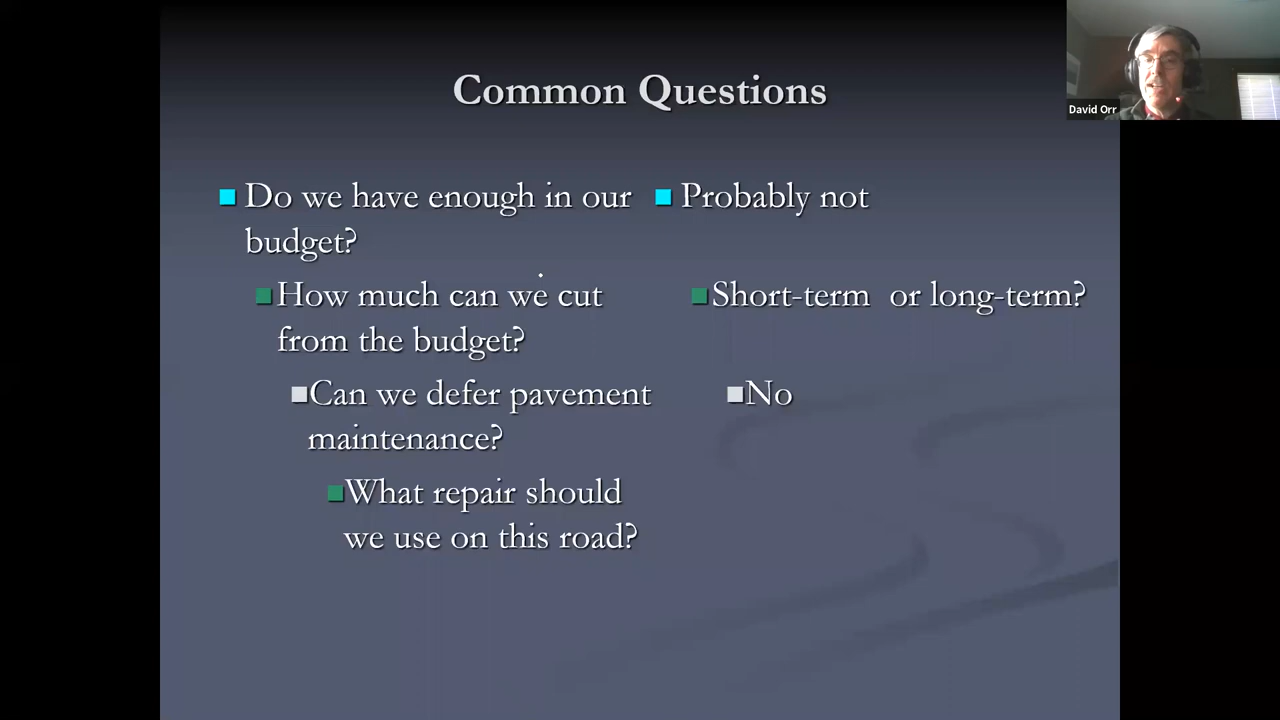 Common Questions
David Orr
Do we have enough in our
budget?
How much can we cut
from the budget?
Can we defer pavement
maintenance?
What repair should
we use on this road?
Probably not
Short-term or long-term?
No